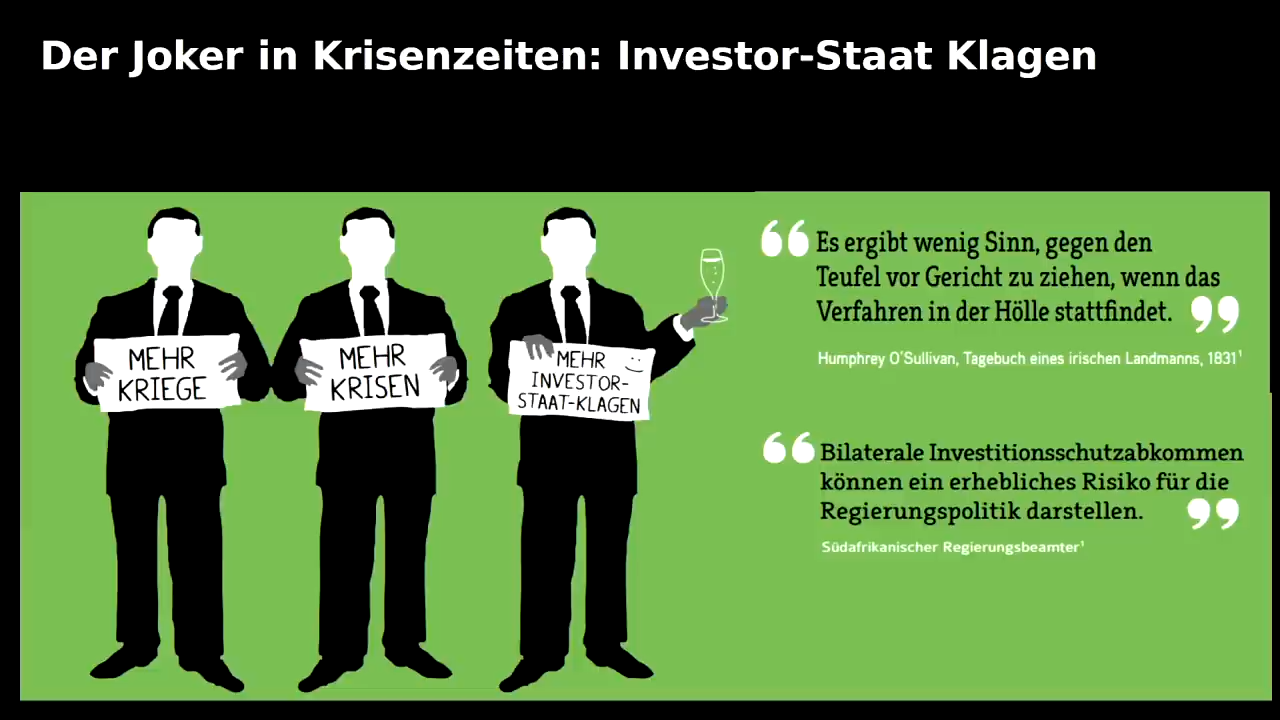 Der Joker in Krisenzeiten: Investor-Staat Klagen
MEHR
KRIEGE
MEHR
KRISEN
MEHR :)
INVESTOR-
STAAT-KLAGEN
“ Es ergibt wenig Sinn, gegen den
Teufel vor Gericht zu ziehen, wenn das
Verfahren in der Hölle stattfindet. ”
Humphrey O'Sullivan, Tagebuch eines irischen Landmanns, 1831¹
“ Bilaterale Investitionsschutzabkommen
können ein erhebliches Risiko für die
Regierungspolitik darstellen. ”
Südafrikanischer Regierungsbeamter¹